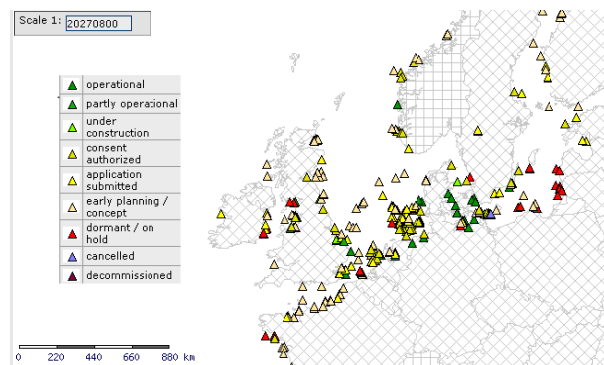 Scale 1: 20270800
operational
partly operational
under
construction
consent
authorized
application
submitted
early planning /
concept
dormant / on
hold
cancelled
decommissioned
0 220 440 660 880 km